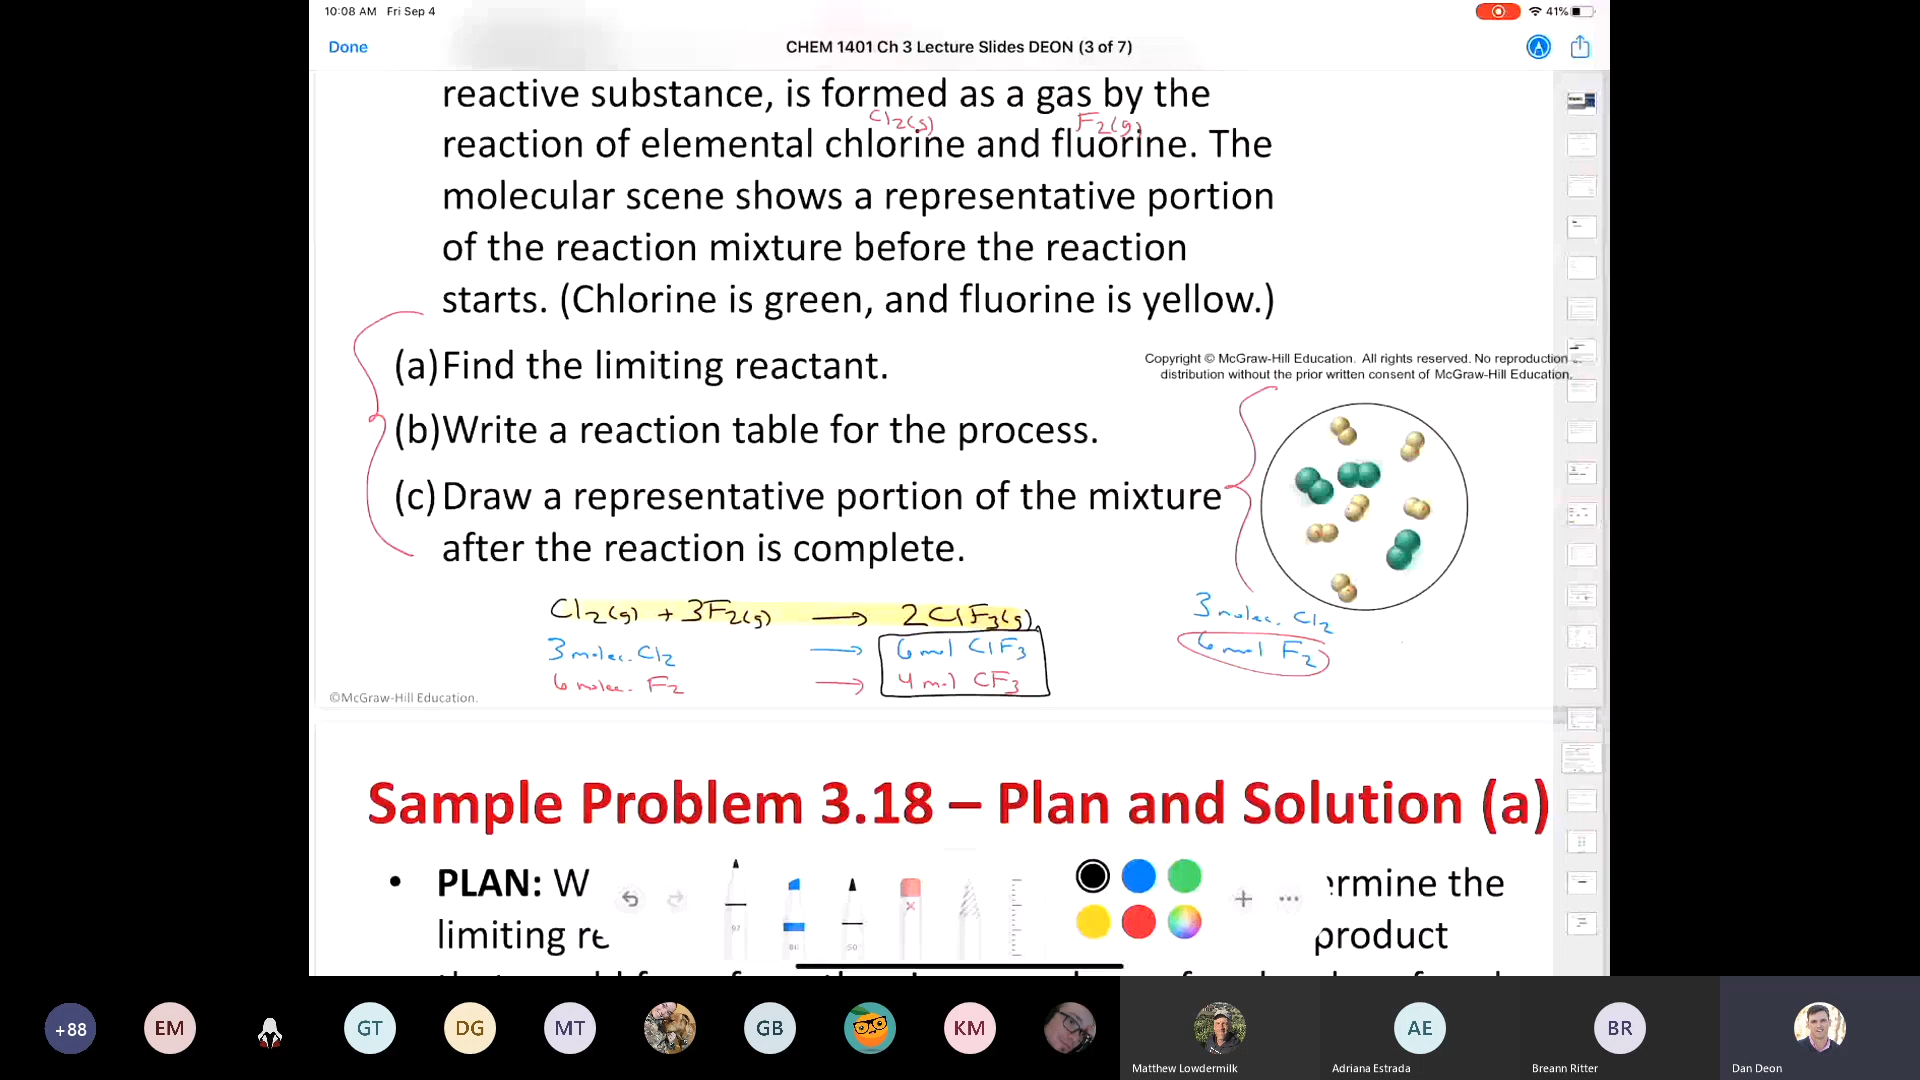 10:08 AM Fri Sep 4
41%
Done
CHEM 1401 Ch 3 Lecture Slides DEON (3 of 7)
reactive substance, is formed as a gas by the
Cl2(g) F2(g)
reaction of elemental chlorine and fluorine. The
molecular scene shows a representative portion
of the reaction mixture before the reaction
starts. (Chlorine is green, and fluorine is yellow.)
(a)Find the limiting reactant.
Copyright © McGraw-Hill Education. All rights reserved. No reproduction
distribution without the prior written consent of McGraw-Hill Education.
(b)Write a reaction table for the process.
(c)Draw a representative portion of the mixture
after the reaction is complete.
Cl2(g) + 3F2(g) → 2ClF3(g)
3 molec. Cl2 → 6 mol ClF3
6 molec. F2 → 4 mol CF3
3 molec. Cl2
6 mol F2
©McGraw-Hill Education.
Sample Problem 3.18 – Plan and Solution (a)
• PLAN: W ermine the
limiting re product
97
80
50
+88
EM
GT
DG
MT
GB
KM
AE
BR
Matthew Lowdermilk
Adriana Estrada
Breann Ritter
Dan Deon